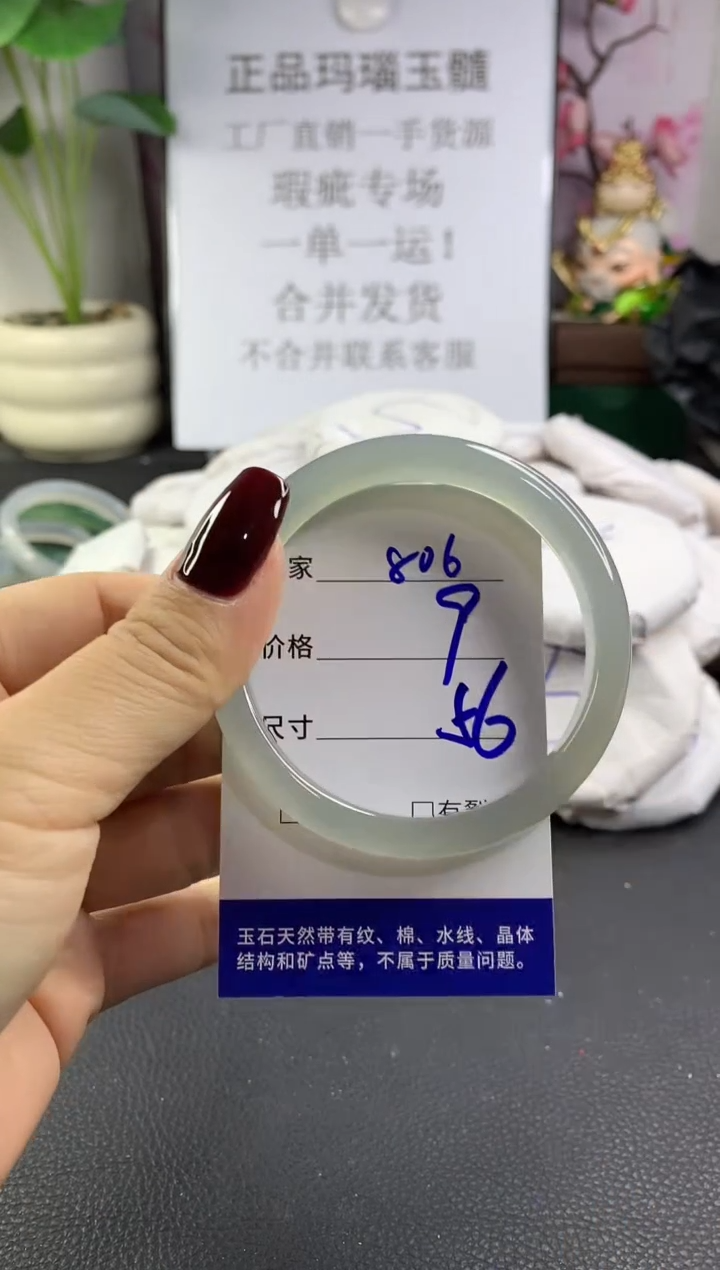 正品玛瑙玉髓
工厂直销一手货源
瑕疵专场
一单一运！
合并发货
不合并联系客服
家 806
价格 9
尺寸 56
□有裂
玉石天然带有纹、棉、水线、晶体
结构和矿点等，不属于质量问题。